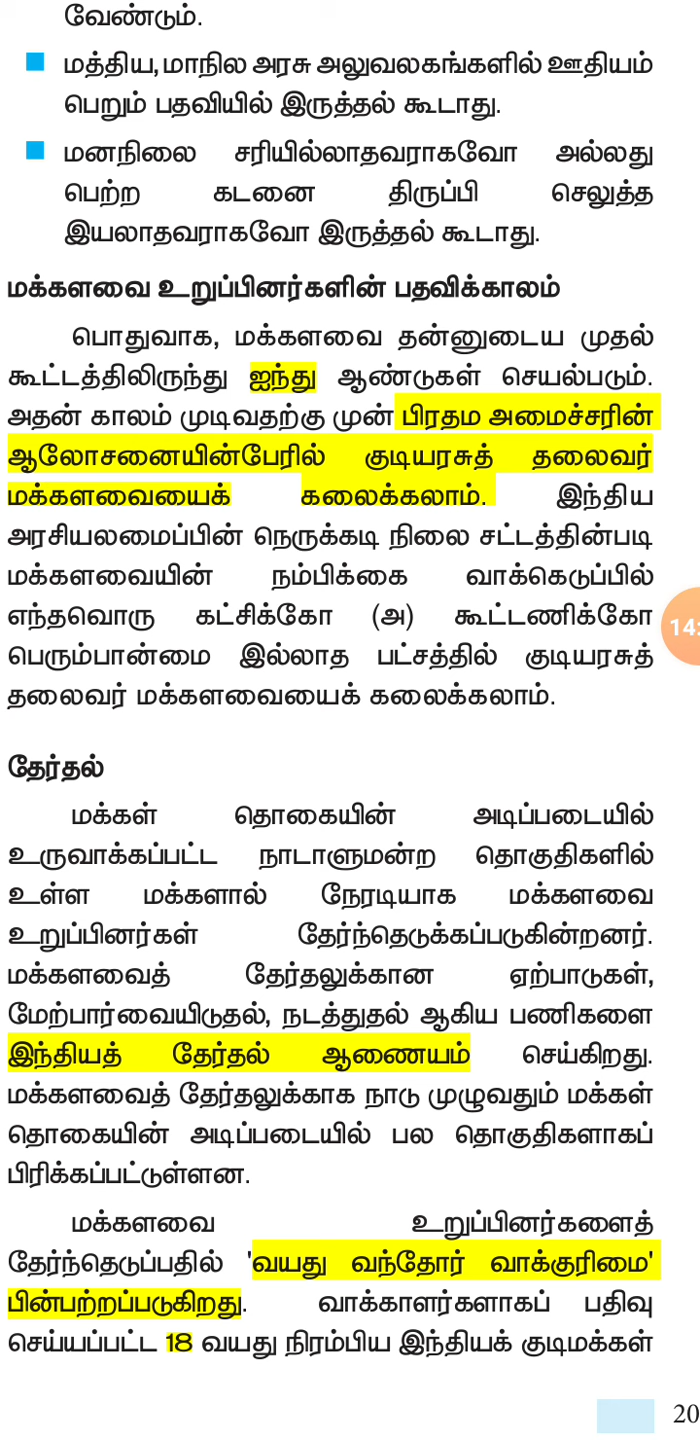 வேண்டும்.
மத்திய, மாநில அரசு அலுவலகங்களில் ஊதியம்
பெறும் பதவியில் இருத்தல் கூடாது.
மனநிலை சரியில்லாதவராகவோ அல்லது
பெற்ற கடனை திருப்பி செலுத்த
இயலாதவராகவோ இருத்தல் கூடாது.
மக்களவை உறுப்பினர்களின் பதவிக்காலம்
பொதுவாக, மக்களவை தன்னுடைய முதல்
கூட்டத்திலிருந்து ஐந்து ஆண்டுகள் செயல்படும்.
அதன் காலம் முடிவதற்கு முன் பிரதம அமைச்சரின்
ஆலோசனையின்பேரில் குடியரசுத் தலைவர்
மக்களவையைக் கலைக்கலாம். இந்திய
அரசியலமைப்பின் நெருக்கடி நிலை சட்டத்தின்படி
மக்களவையின் நம்பிக்கை வாக்கெடுப்பில்
எந்தவொரு கட்சிக்கோ (அ) கூட்டணிக்கோ
பெரும்பான்மை இல்லாத பட்சத்தில் குடியரசுத்
தலைவர் மக்களவையைக் கலைக்கலாம்.
14:
தேர்தல்
மக்கள் தொகையின் அடிப்படையில்
உருவாக்கப்பட்ட நாடாளுமன்ற தொகுதிகளில்
உள்ள மக்களால் நேரடியாக மக்களவை
உறுப்பினர்கள் தேர்ந்தெடுக்கப்படுகின்றனர்.
மக்களவைத் தேர்தலுக்கான ஏற்பாடுகள்,
மேற்பார்வையிடுதல், நடத்துதல் ஆகிய பணிகளை
இந்தியத் தேர்தல் ஆணையம் செய்கிறது.
மக்களவைத் தேர்தலுக்காக நாடு முழுவதும் மக்கள்
தொகையின் அடிப்படையில் பல தொகுதிகளாகப்
பிரிக்கப்பட்டுள்ளன.
மக்களவை உறுப்பினர்களைத்
தேர்ந்தெடுப்பதில் 'வயது வந்தோர் வாக்குரிமை'
பின்பற்றப்படுகிறது. வாக்காளர்களாகப் பதிவு
செய்யப்பட்ட 18 வயது நிரம்பிய இந்தியக் குடிமக்கள்
20